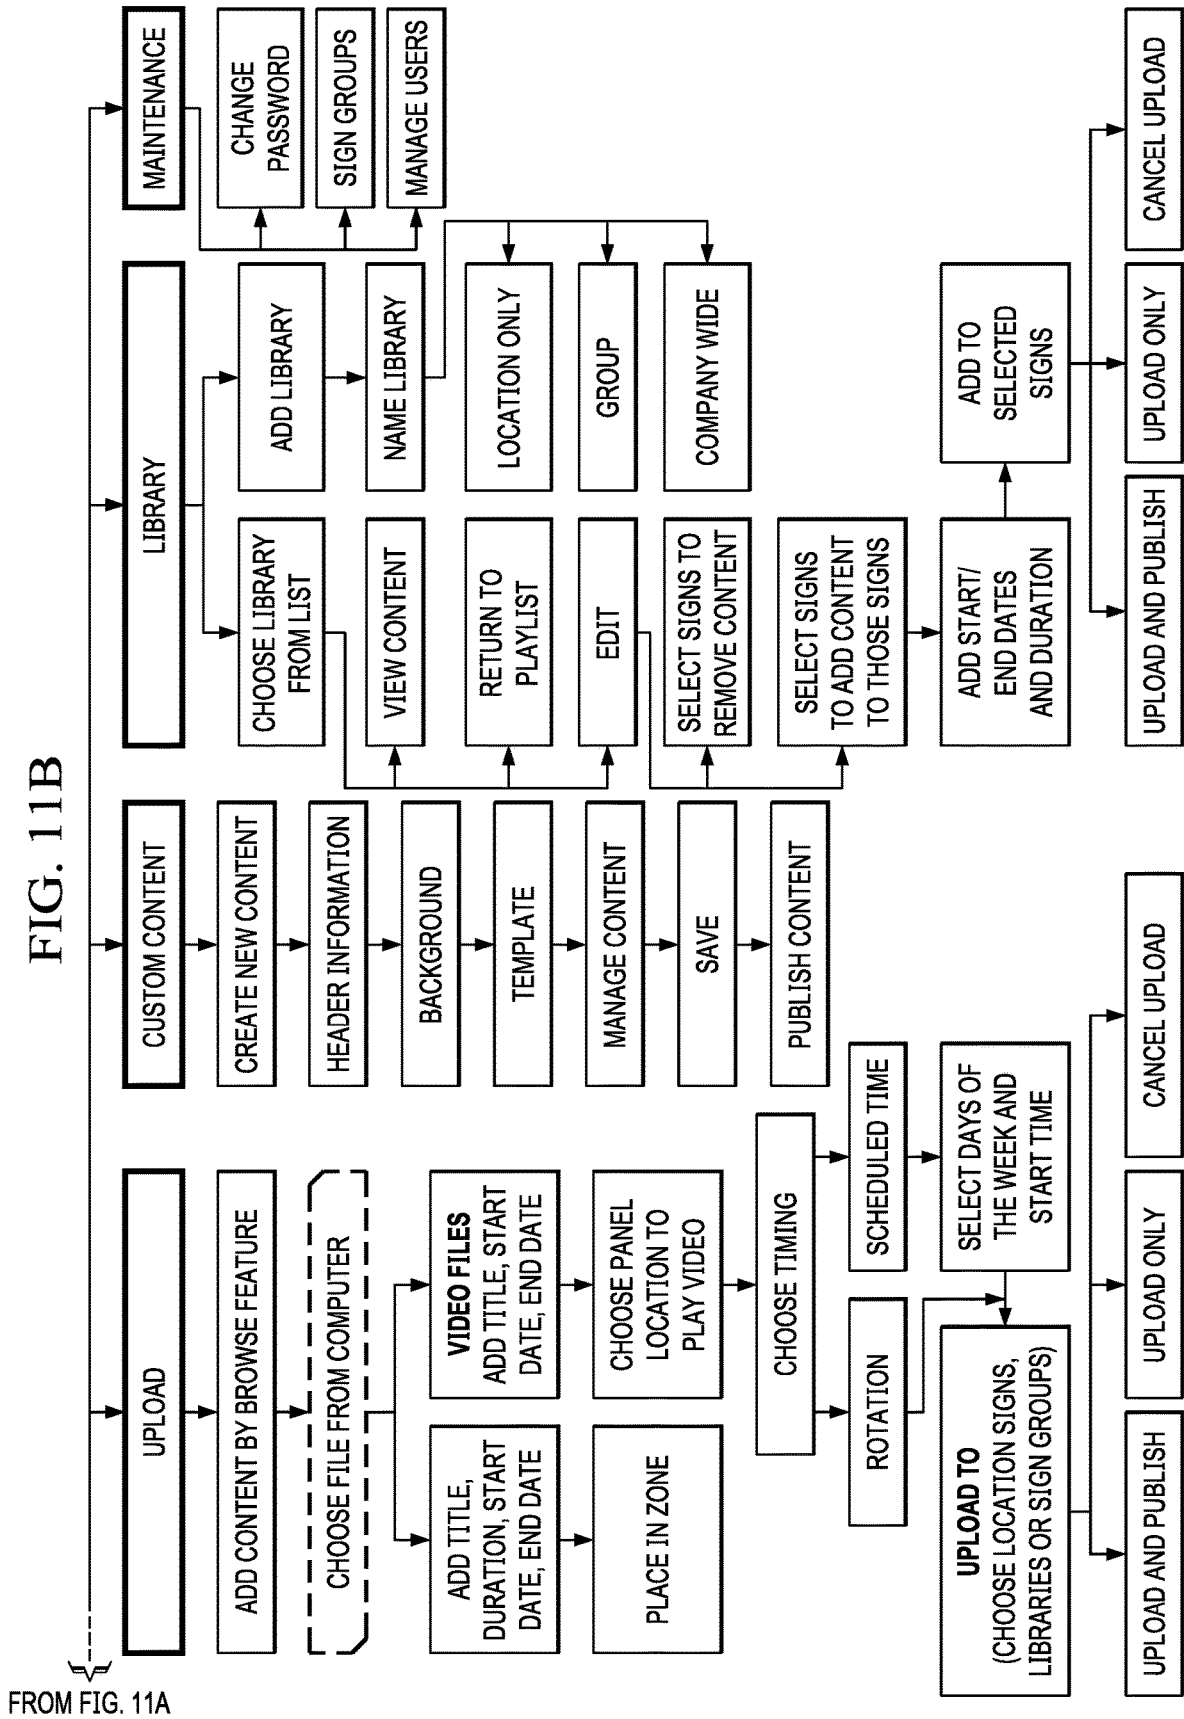 FIG. 11B
FROM FIG. 11A
UPLOAD
ADD CONTENT BY BROWSE FEATURE
CHOOSE FILE FROM COMPUTER
ADD TITLE,
DURATION, START
DATE, END DATE
PLACE IN ZONE
VIDEO FILES
ADD TITLE, START
DATE, END DATE
CHOOSE PANEL
LOCATION TO
PLAY VIDEO
CHOOSE TIMING
ROTATION
SCHEDULED TIME
SELECT DAYS OF
THE WEEK AND
START TIME
UPLOAD TO
(CHOOSE LOCATION SIGNS,
LIBRARIES OR SIGN GROUPS)
UPLOAD AND PUBLISH
UPLOAD ONLY
CANCEL UPLOAD
CUSTOM CONTENT
CREATE NEW CONTENT
HEADER INFORMATION
BACKGROUND
TEMPLATE
MANAGE CONTENT
SAVE
PUBLISH CONTENT
LIBRARY
CHOOSE LIBRARY
FROM LIST
VIEW CONTENT
RETURN TO
PLAYLIST
EDIT
SELECT SIGNS TO
REMOVE CONTENT
SELECT SIGNS
TO ADD CONTENT
TO THOSE SIGNS
ADD START/
END DATES
AND DURATION
ADD TO
SELECTED
SIGNS
UPLOAD AND PUBLISH
UPLOAD ONLY
CANCEL UPLOAD
ADD LIBRARY
NAME LIBRARY
LOCATION ONLY
GROUP
COMPANY WIDE
MAINTENANCE
CHANGE
PASSWORD
SIGN GROUPS
MANAGE USERS